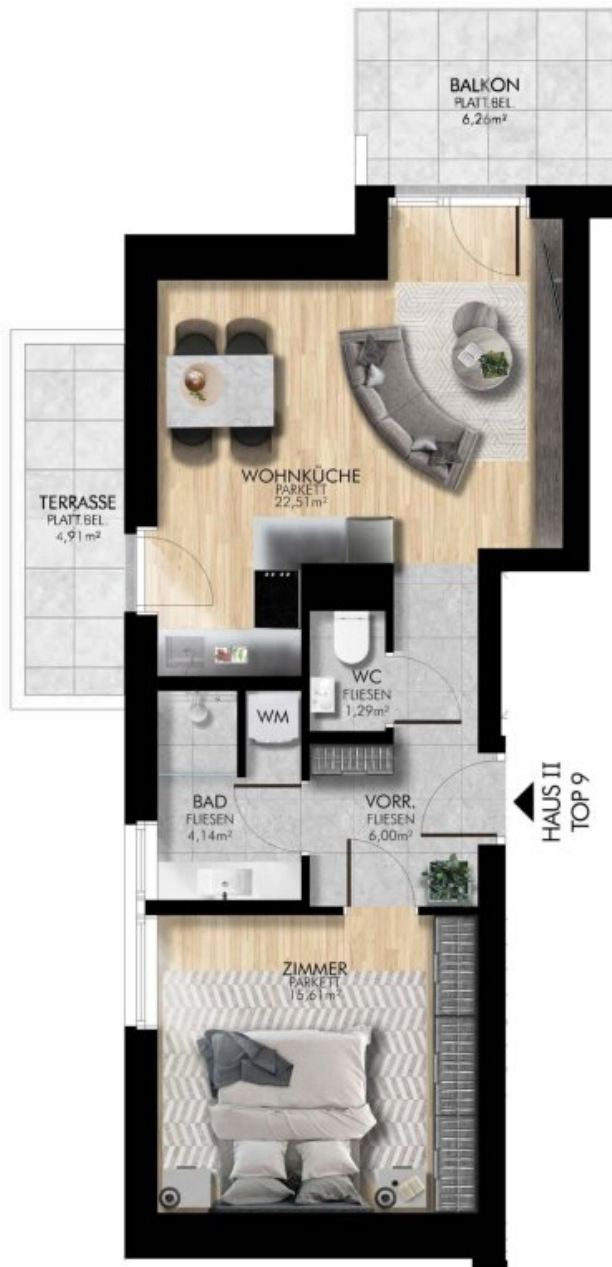 BALKON
PLATT.BEL.
6,26m²
WOHNKÜCHE
PARKETT
22,51m²
TERRASSE
PLATT.BEL.
4,91m²
WC
FLIESEN
1,29m²
WM
BAD
FLIESEN
4,14m²
VORR.
FLIESEN
6,00m²
HAUS II
TOP 9
ZIMMER
PARKETT
15,61m²